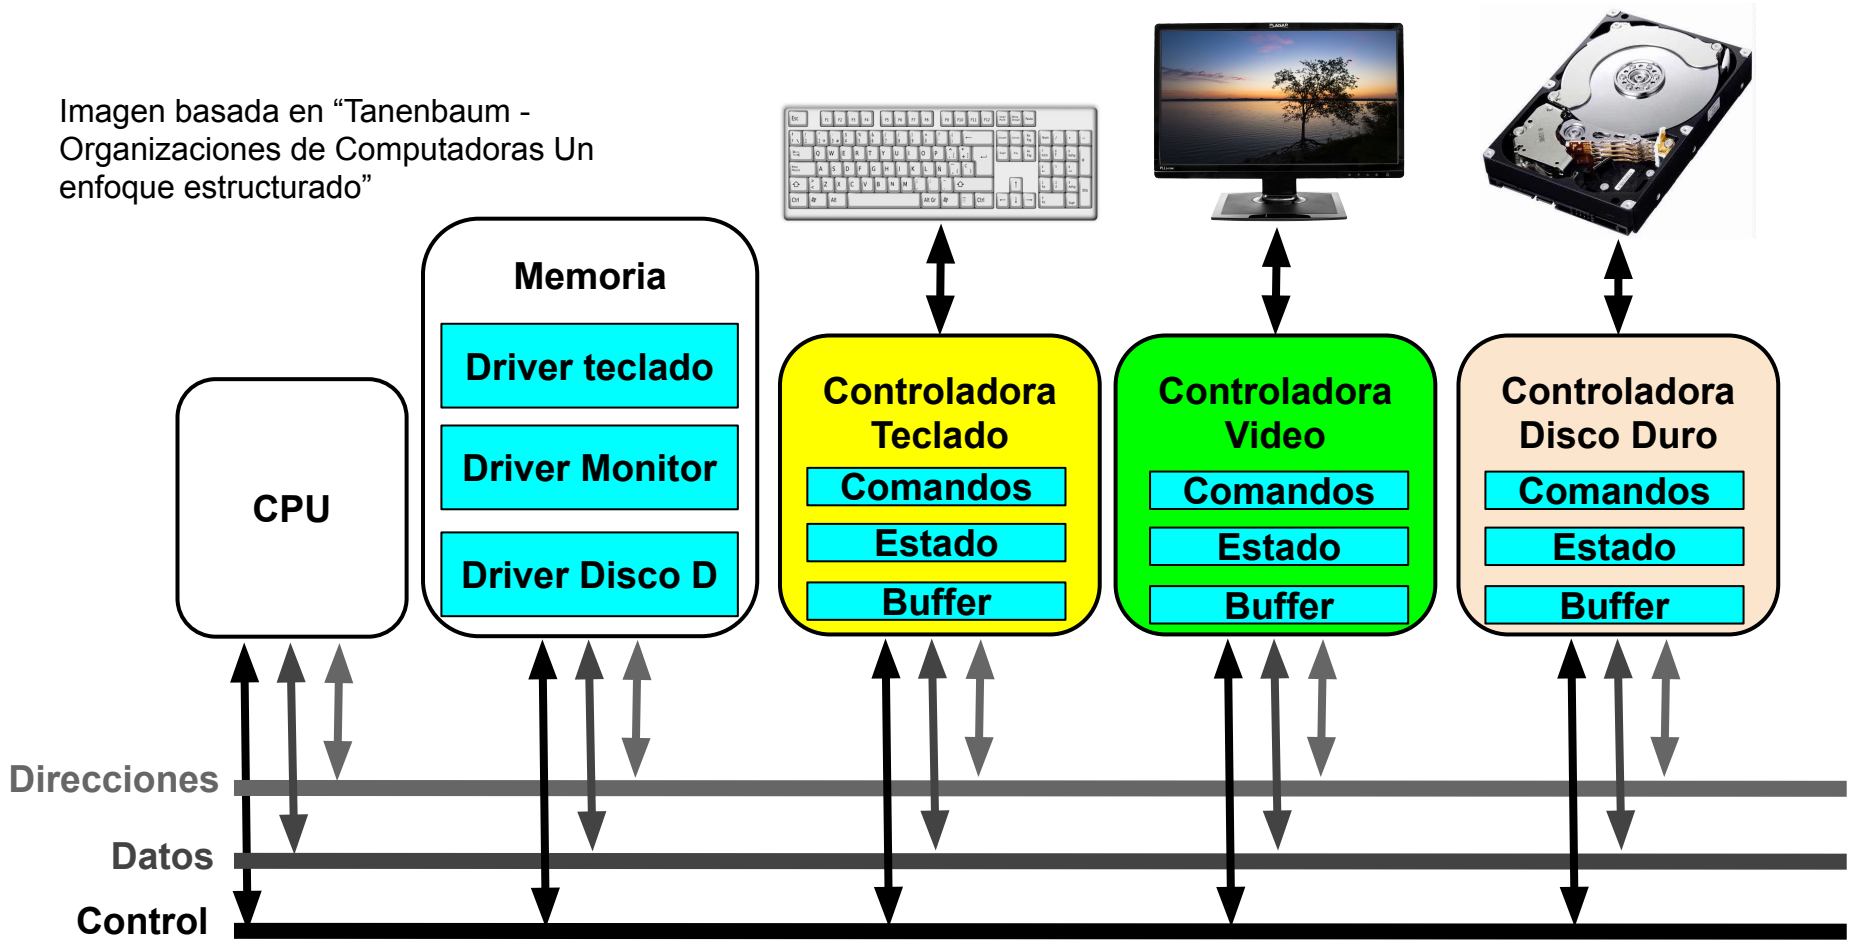 Imagen basada en “Tanenbaum -
Organizaciones de Computadoras Un
enfoque estructurado”
Memoria
Driver teclado
Driver Monitor
Driver Disco D
CPU
Controladora
Teclado
Comandos
Estado
Buffer
Controladora
Video
Comandos
Estado
Buffer
Controladora
Disco Duro
Comandos
Estado
Buffer
Direcciones
Datos
Control